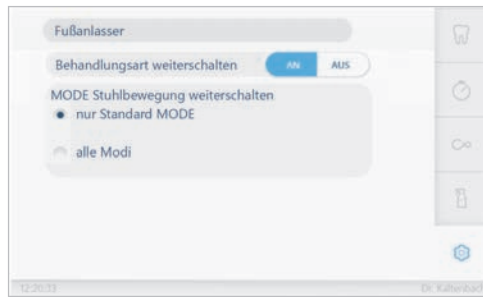 Fußanlasser
Behandlungsart weiterschalten AN AUS
MODE Stuhlbewegung weiterschalten
nur Standard MODE
alle Modi
12:20:33 Dr. Kaltenbach